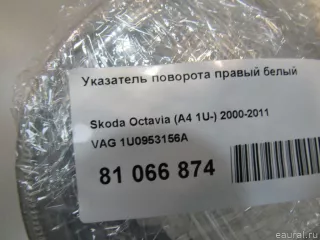 Указатель поворота правый белый
Skoda Octavia (A4 1U-) 2000-2011
VAG 1U0953156A
81 066 874
eaural.ru